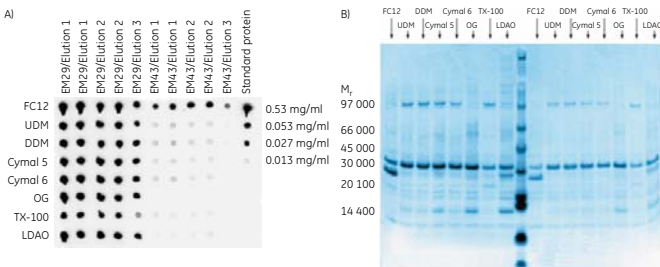 A)
EM29/Elution 1
EM29/Elution 1
EM29/Elution 2
EM29/Elution 2
EM29/Elution 3
EM43/Elution 1
EM43/Elution 1
EM43/Elution 2
EM43/Elution 2
EM43/Elution 3
Standard protein
FC12
UDM
DDM
Cymal 5
Cymal 6
OG
TX-100
LDAO
0.53 mg/ml
0.053 mg/ml
0.027 mg/ml
0.013 mg/ml
B)
FC12 DDM Cymal 6 TX-100 FC12 DDM Cymal 6 TX-100
UDM Cymal 5 OG LDAO UDM Cymal 5 OG LDAO
Mr
97 000
66 000
45 000
30 000
20 100
14 400